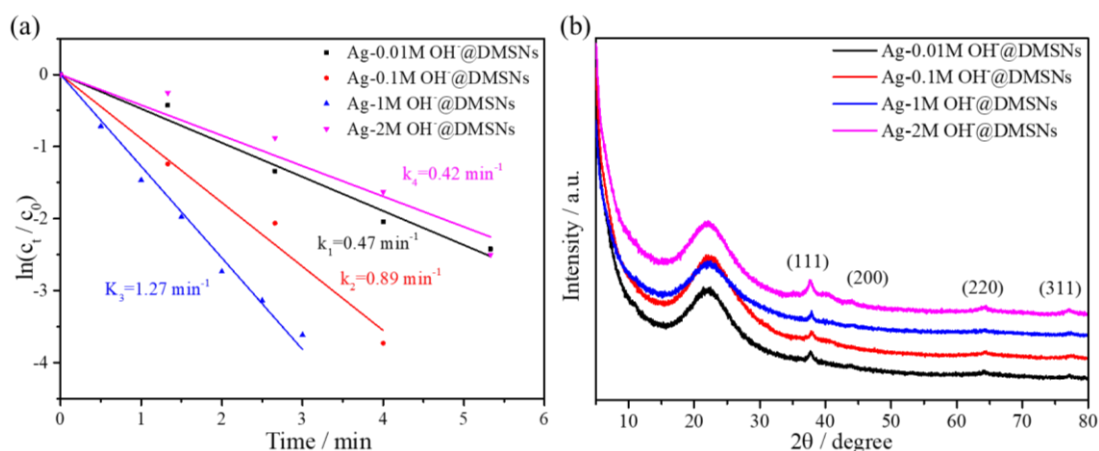 (a)
Ag-0.01M OH⁻@DMSNs
Ag-0.1M OH⁻@DMSNs
Ag-1M OH⁻@DMSNs
Ag-2M OH⁻@DMSNs
k₄=0.42 min⁻¹
k₁=0.47 min⁻¹
k₂=0.89 min⁻¹
K₃=1.27 min⁻¹
ln(cₜ / c₀)
0
-1
-2
-3
-4
0 1 2 3 4 5 6
Time / min
(b)
Ag-0.01M OH⁻@DMSNs
Ag-0.1M OH⁻@DMSNs
Ag-1M OH⁻@DMSNs
Ag-2M OH⁻@DMSNs
(111) (200) (220) (311)
Intensity / a.u.
10 20 30 40 50 60 70 80
2θ / degree